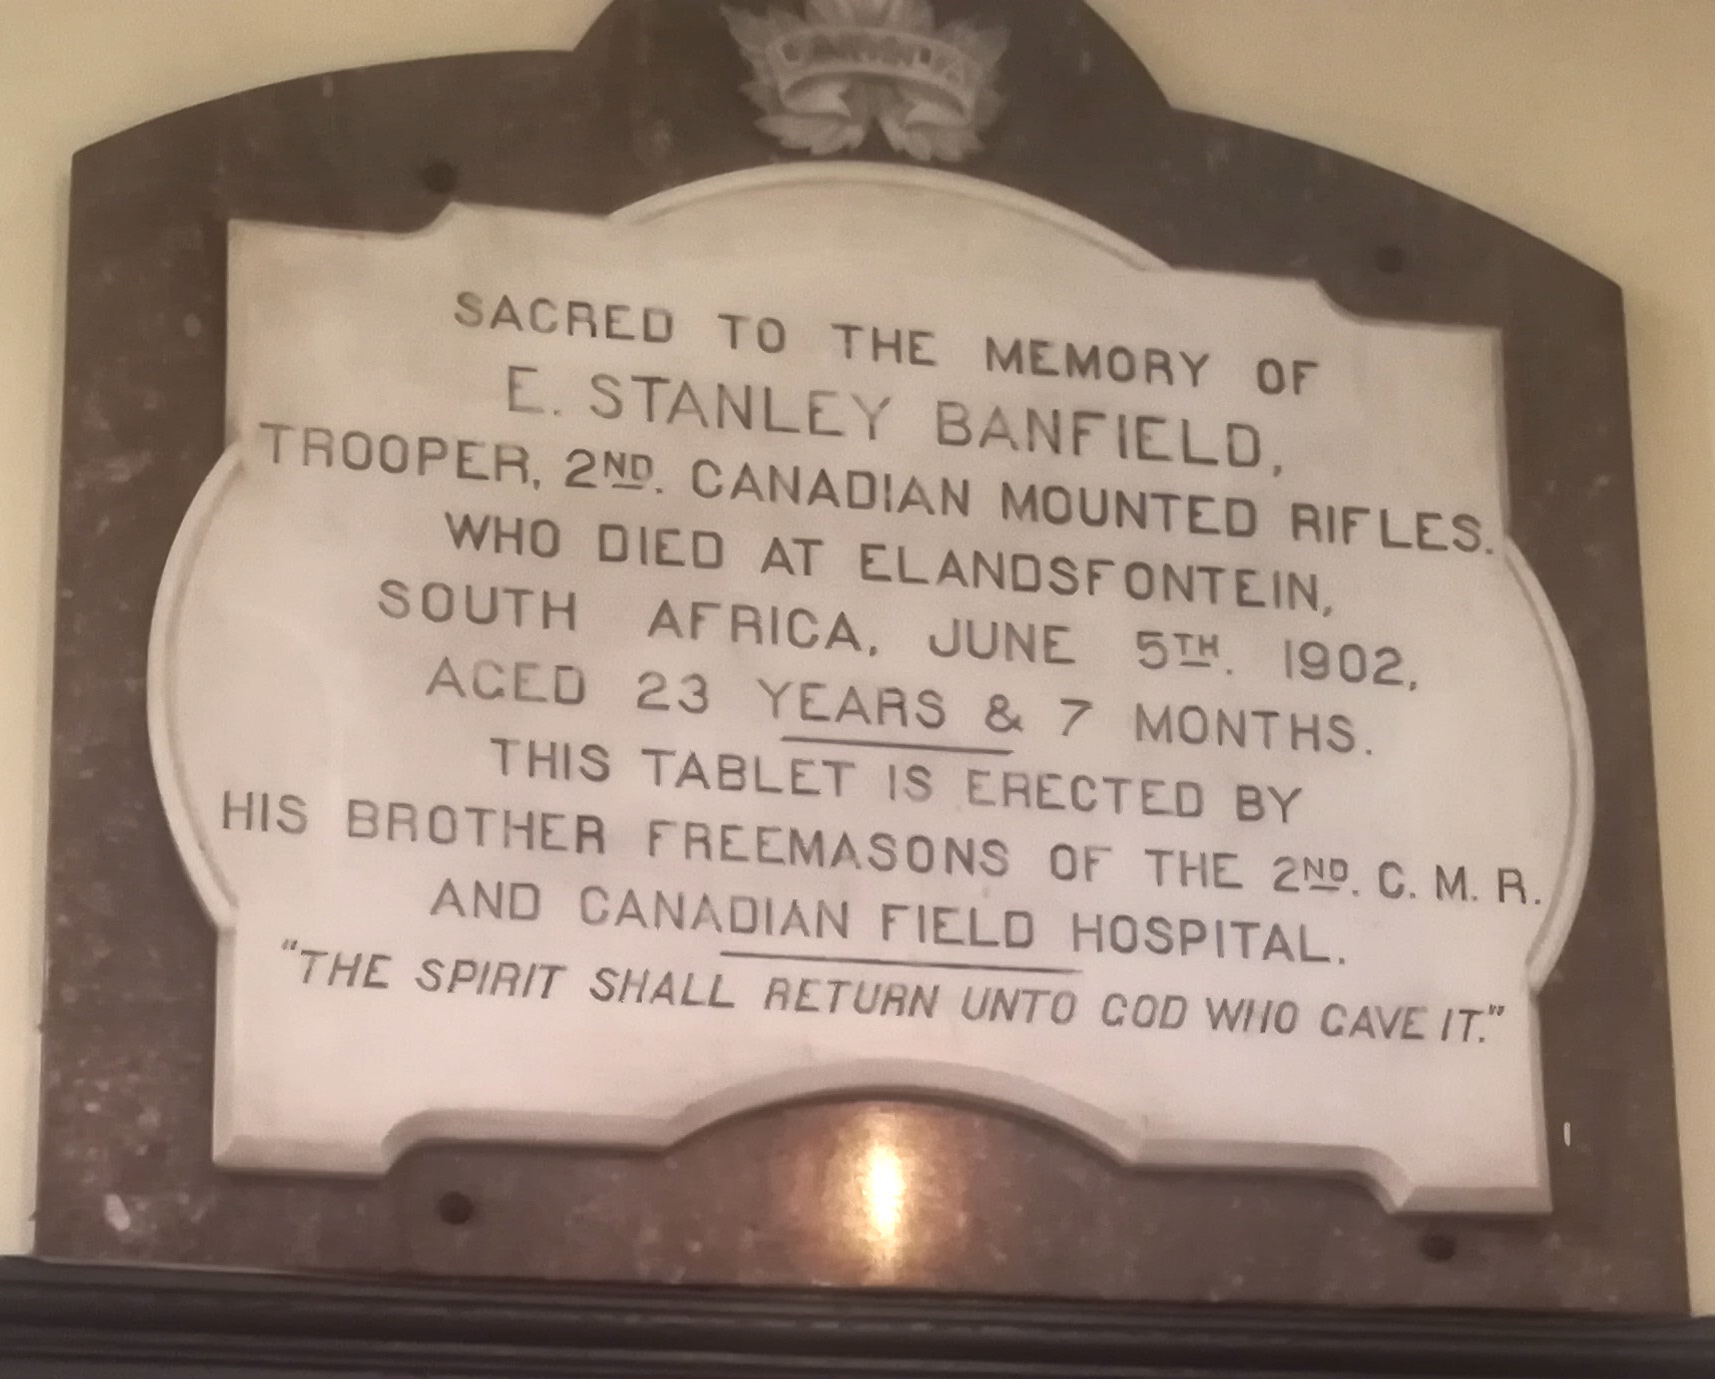 SACRED TO THE MEMORY OF
E. STANLEY BANFIELD,
TROOPER, 2ND. CANADIAN MOUNTED RIFLES.
WHO DIED AT ELANDSFONTEIN,
SOUTH AFRICA, JUNE 5TH. 1902,
AGED 23 YEARS & 7 MONTHS.
THIS TABLET IS ERECTED BY
HIS BROTHER FREEMASONS OF THE 2ND. C. M. R.
AND CANADIAN FIELD HOSPITAL.
"THE SPIRIT SHALL RETURN UNTO GOD WHO GAVE IT."